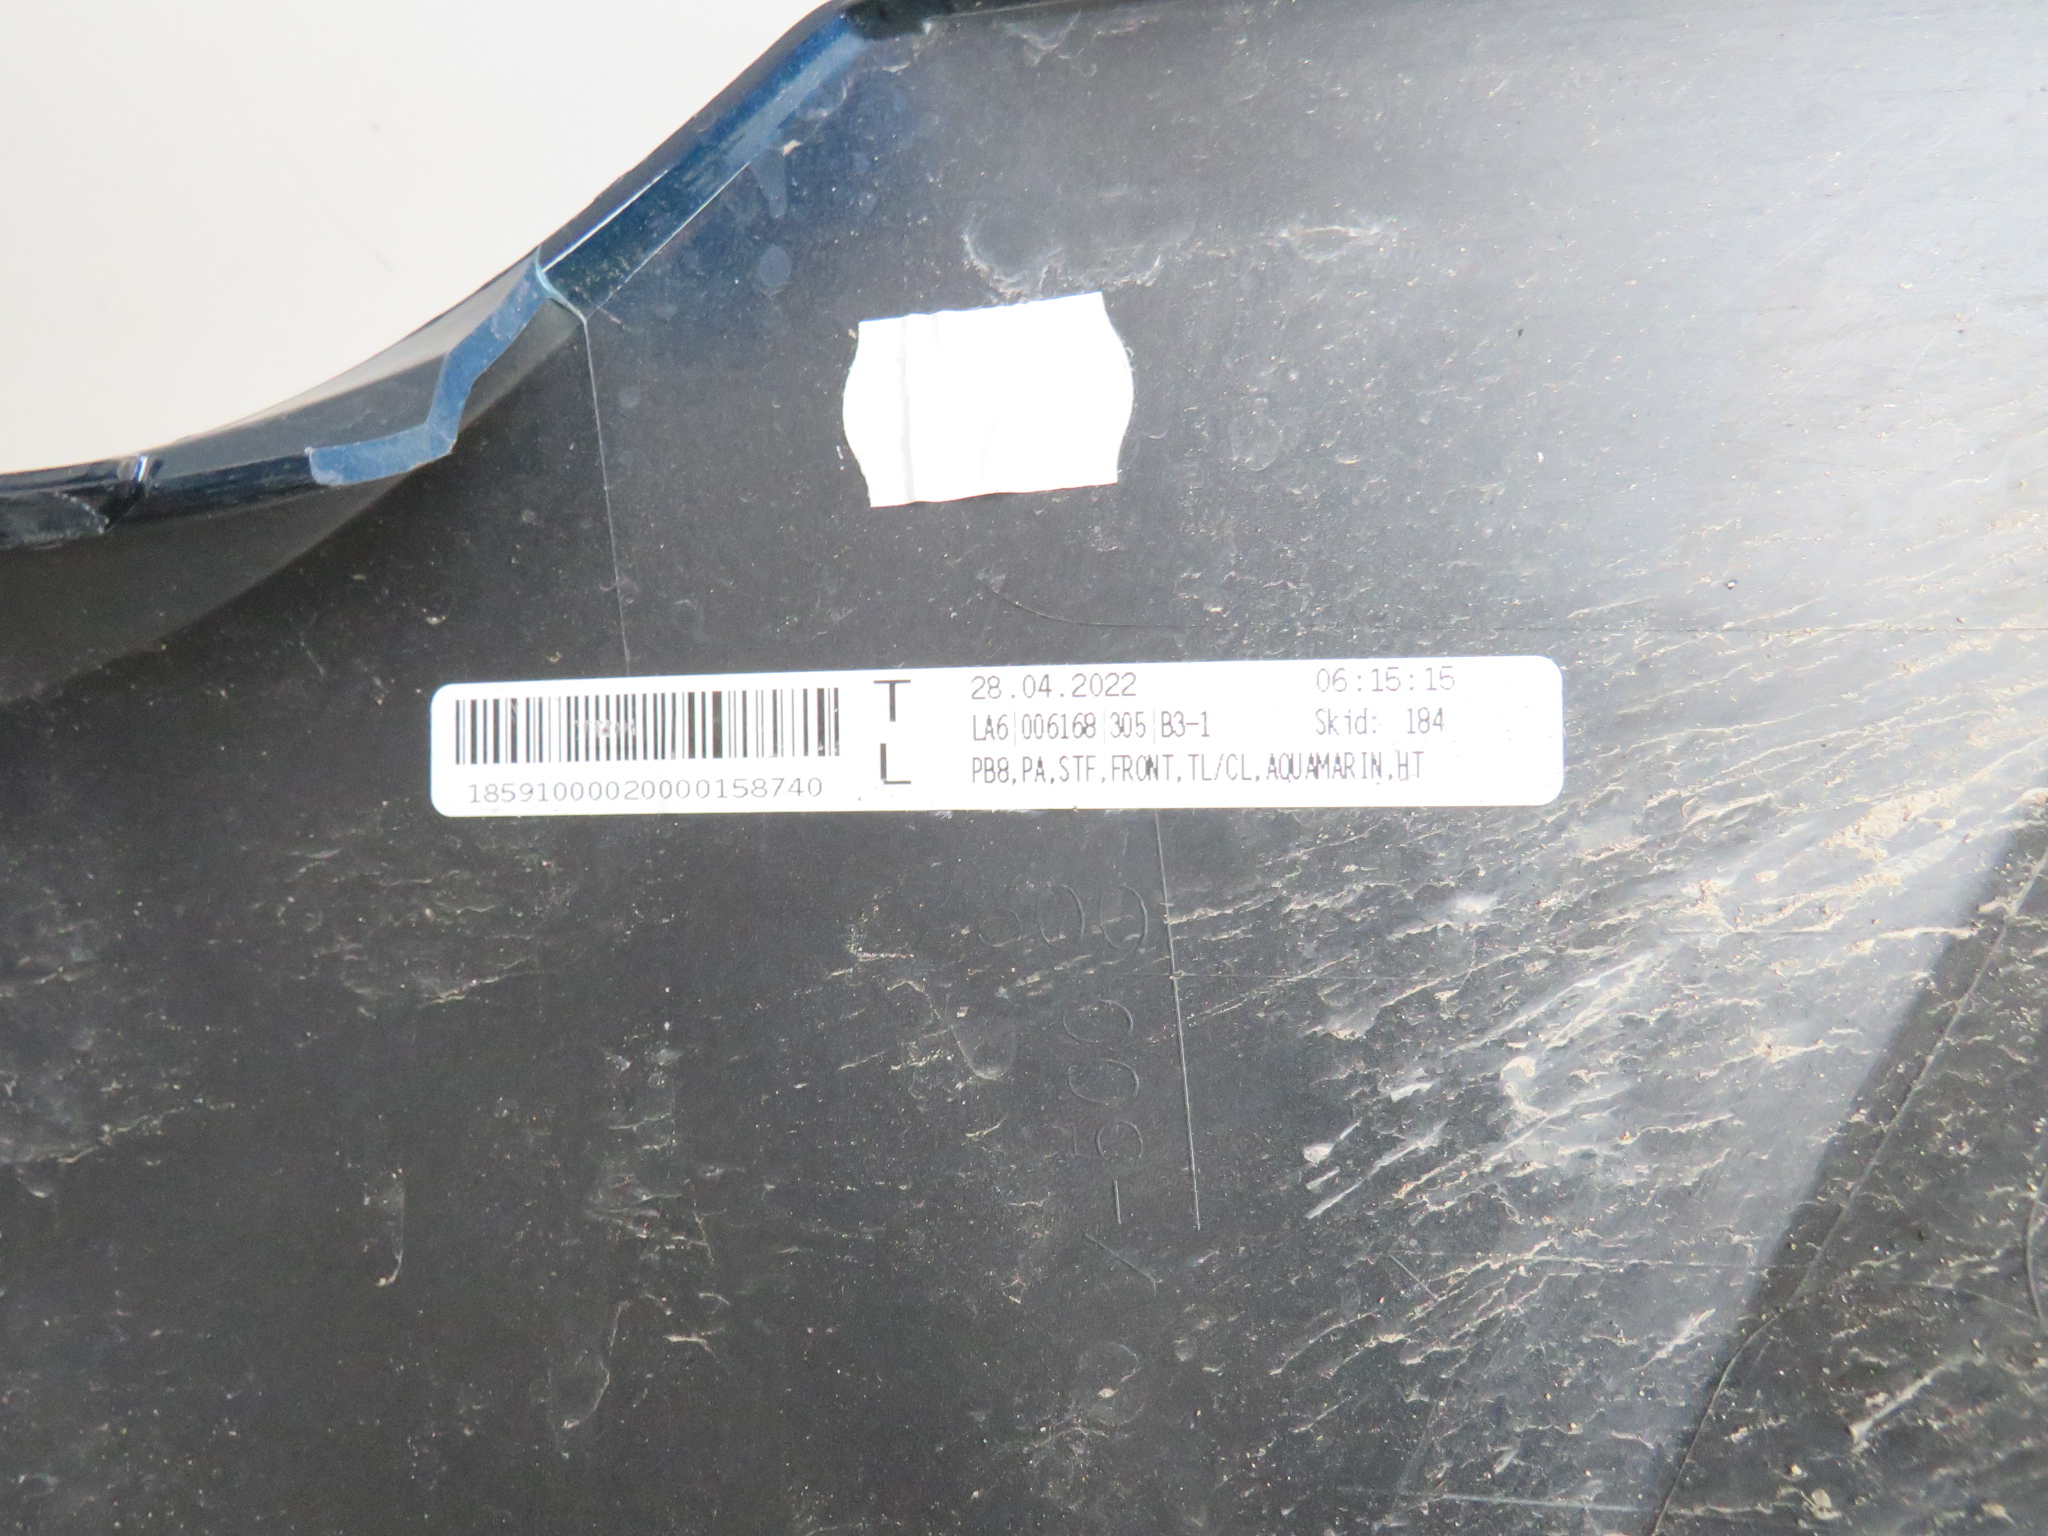 28.04.2022 06:15:15
T LA6|006168|305|B3-1 Skid: 184
L PB8,PA,STF,FRONT,TL/CL,AQUAMARIN,HT
18591000020000158740